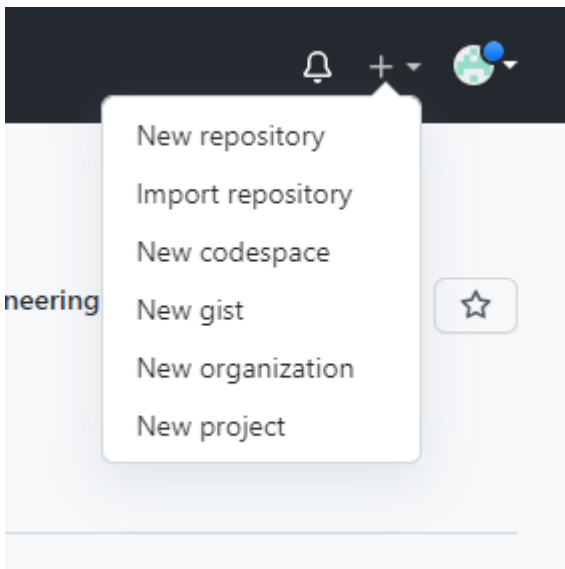 New repository
Import repository
New codespace
neering
New gist
New organization
New project